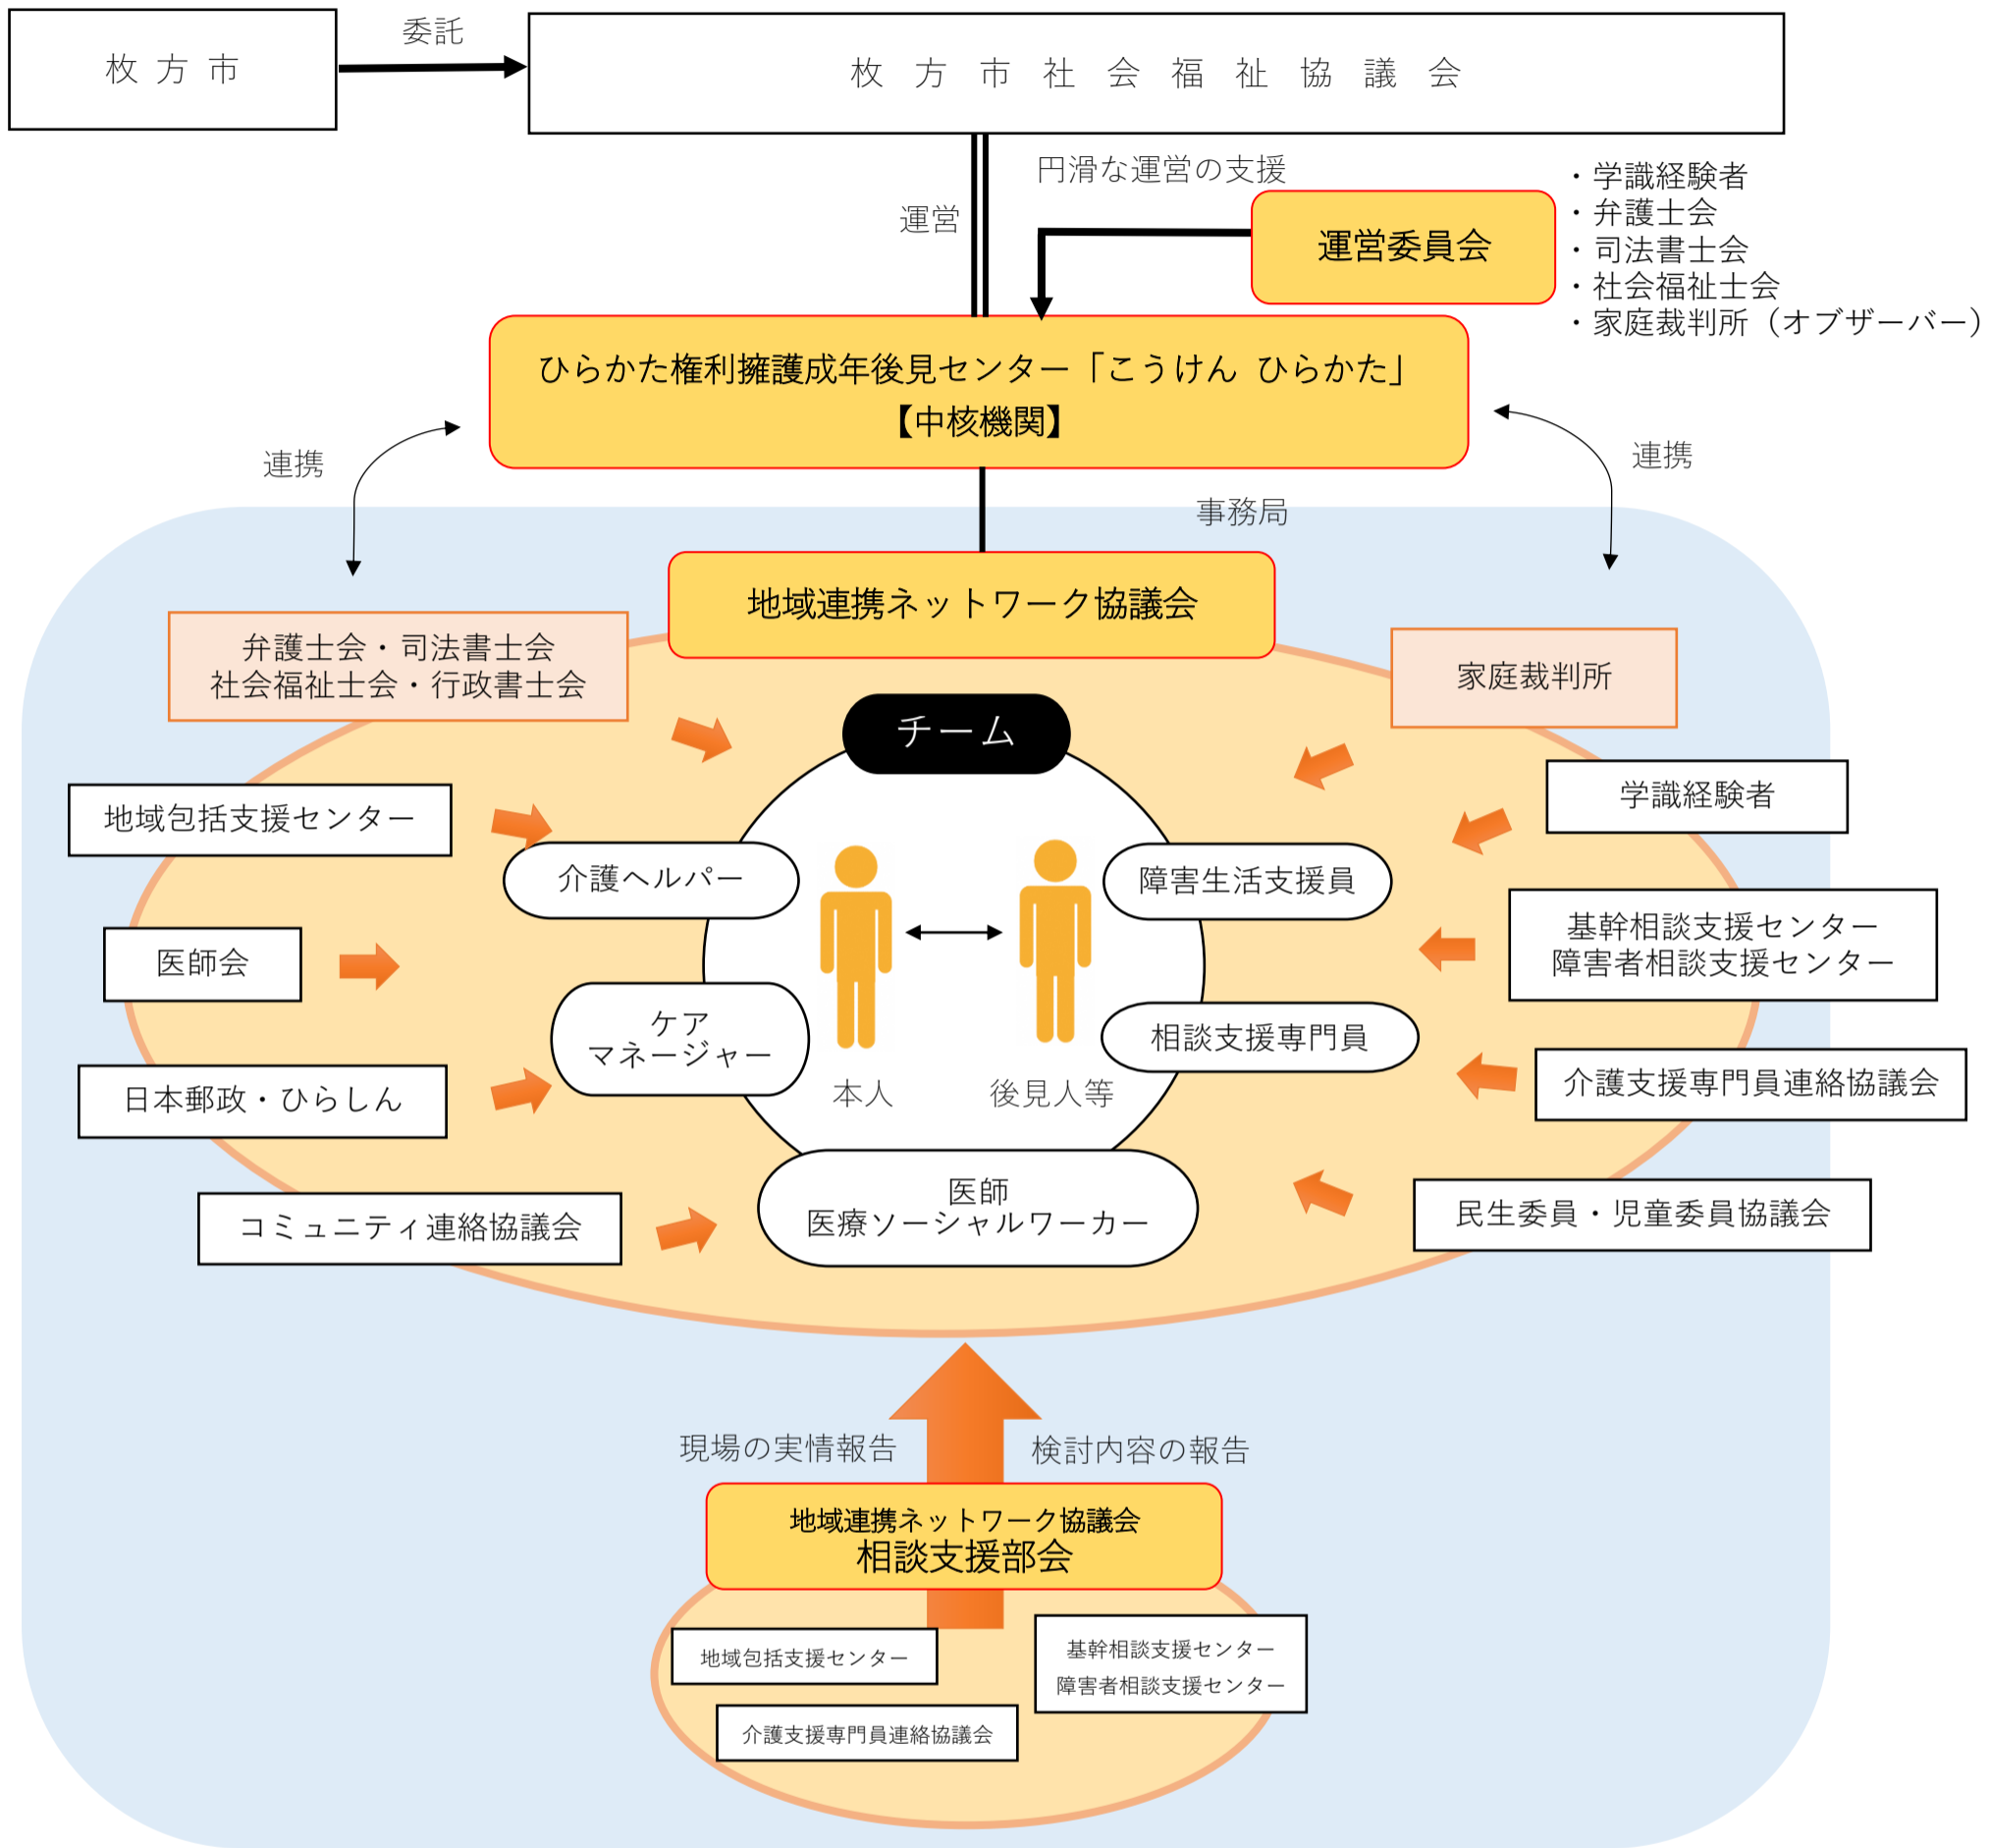 枚方市
委託
枚方市社会福祉協議会
円滑な運営の支援
運営
運営委員会
・学識経験者
・弁護士会
・司法書士会
・社会福祉士会
・家庭裁判所（オブザーバー）
ひらかた権利擁護成年後見センター「こうけん ひらかた」
【中核機関】
連携
連携
事務局
地域連携ネットワーク協議会
弁護士会・司法書士会
社会福祉士会・行政書士会
家庭裁判所
チーム
地域包括支援センター
学識経験者
介護ヘルパー
障害生活支援員
医師会
基幹相談支援センター
障害者相談支援センター
ケア
マネージャー
相談支援専門員
日本郵政・ひらしん
介護支援専門員連絡協議会
本人
後見人等
医師
医療ソーシャルワーカー
コミュニティ連絡協議会
民生委員・児童委員協議会
現場の実情報告
検討内容の報告
地域連携ネットワーク協議会
相談支援部会
地域包括支援センター
基幹相談支援センター
障害者相談支援センター
介護支援専門員連絡協議会